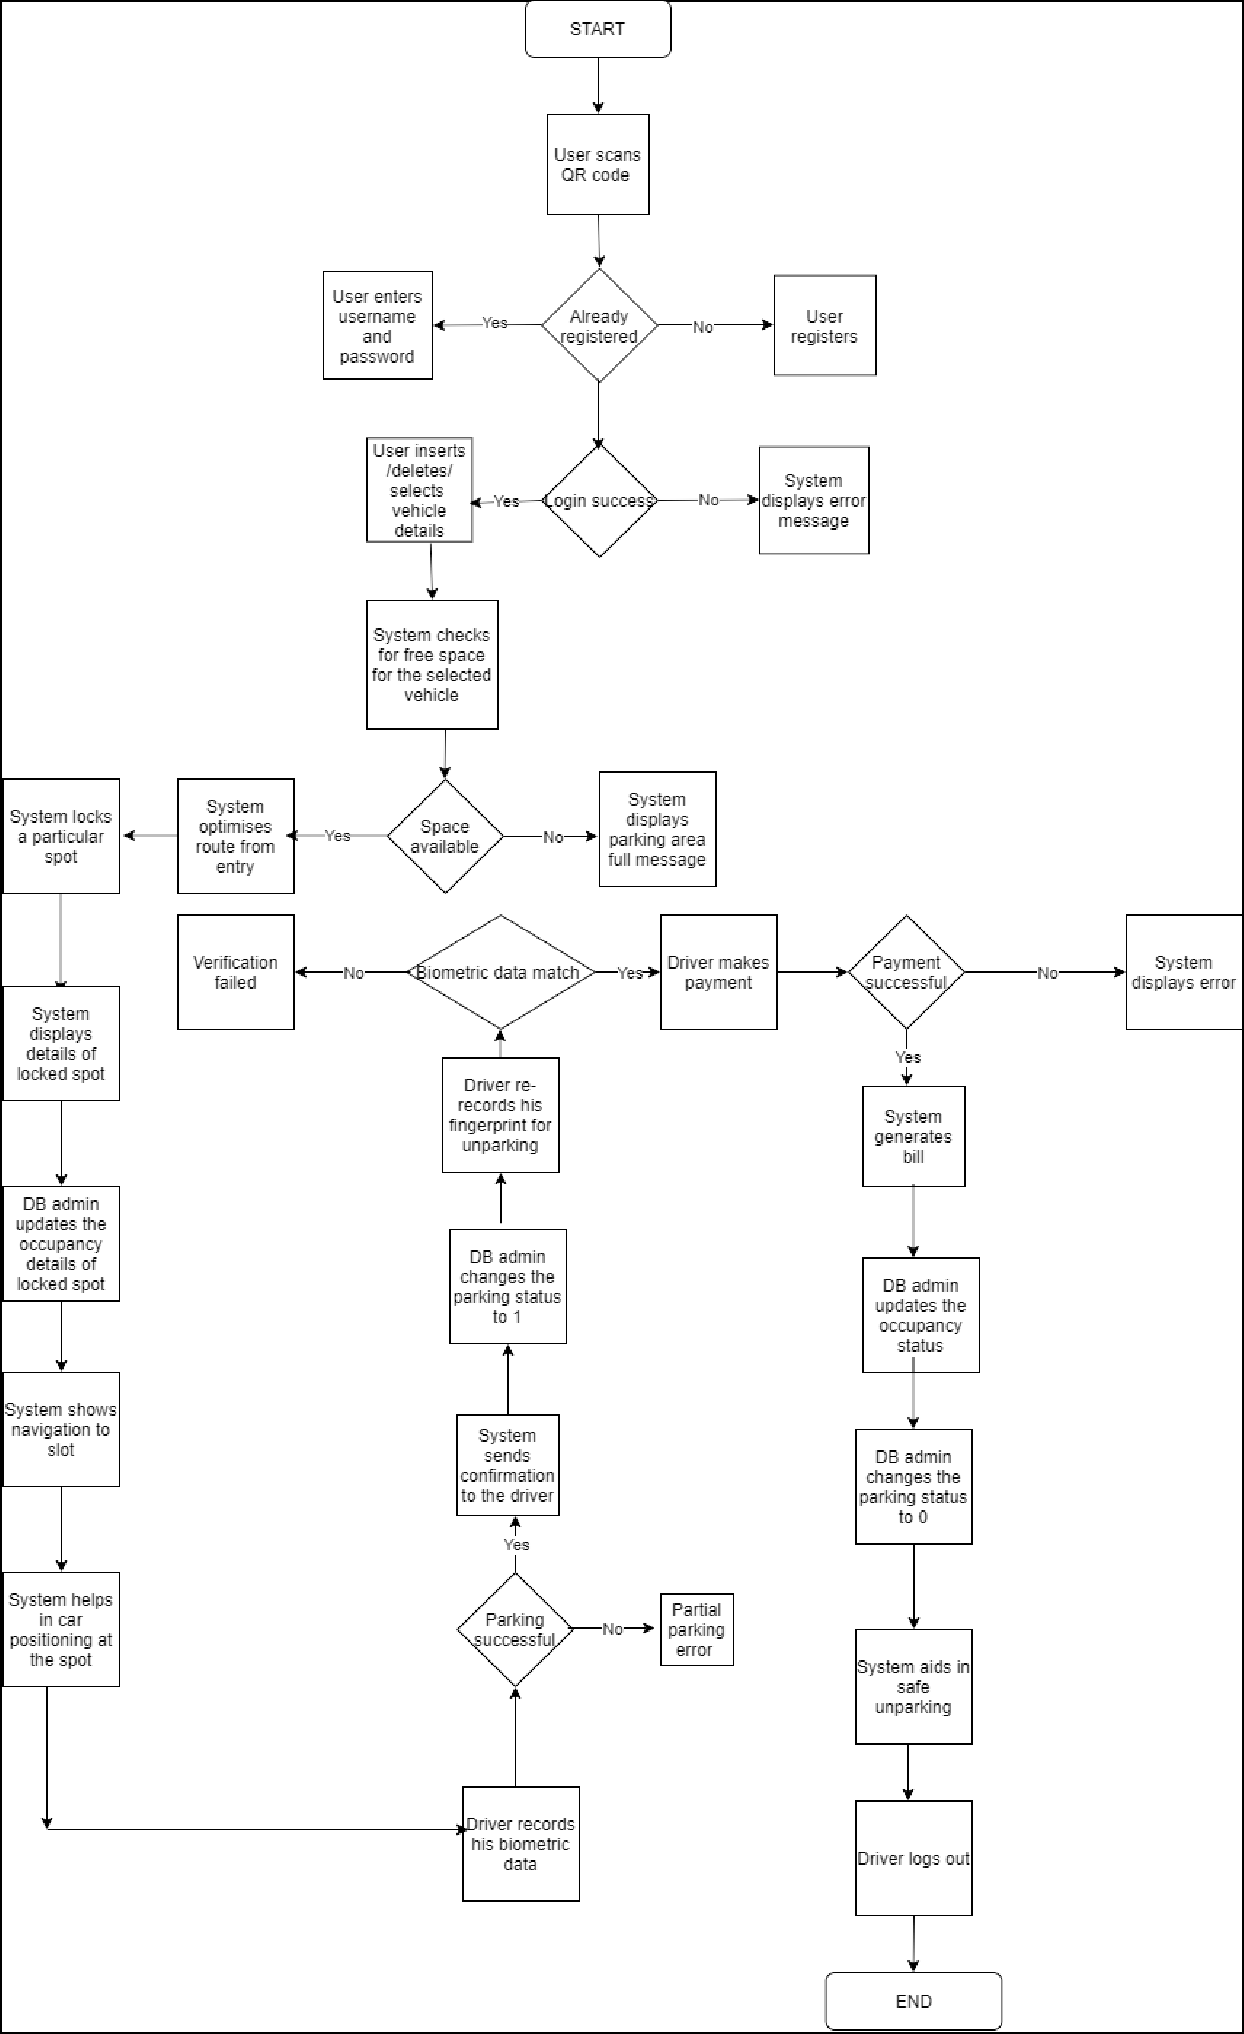 START
User scans
QR code
Already
registered
Yes
No
User enters
username
and
password
User
registers
Login success
Yes
No
User inserts
/deletes/
selects
vehicle
details
System
displays error
message
System checks
for free space
for the selected
vehicle
Space
available
Yes
No
System
optimises
route from
entry
System locks
a particular
spot
System
displays
parking area
full message
System
displays
details of
locked spot
DB admin
updates the
occupancy
details of
locked spot
System shows
navigation to
slot
System helps
in car
positioning at
the spot
Driver records
his biometric
data
Parking
successful
No
Partial
parking
error
Yes
System
sends
confirmation
to the driver
DB admin
changes the
parking status
to 1
Driver re-
records his
fingerprint for
unparking
Biometric data match
No
Verification
failed
Yes
Driver makes
payment
Payment
successful
No
System
displays error
Yes
System
generates
bill
DB admin
updates the
occupancy
status
DB admin
changes the
parking status
to 0
System aids in
safe
unparking
Driver logs out
END